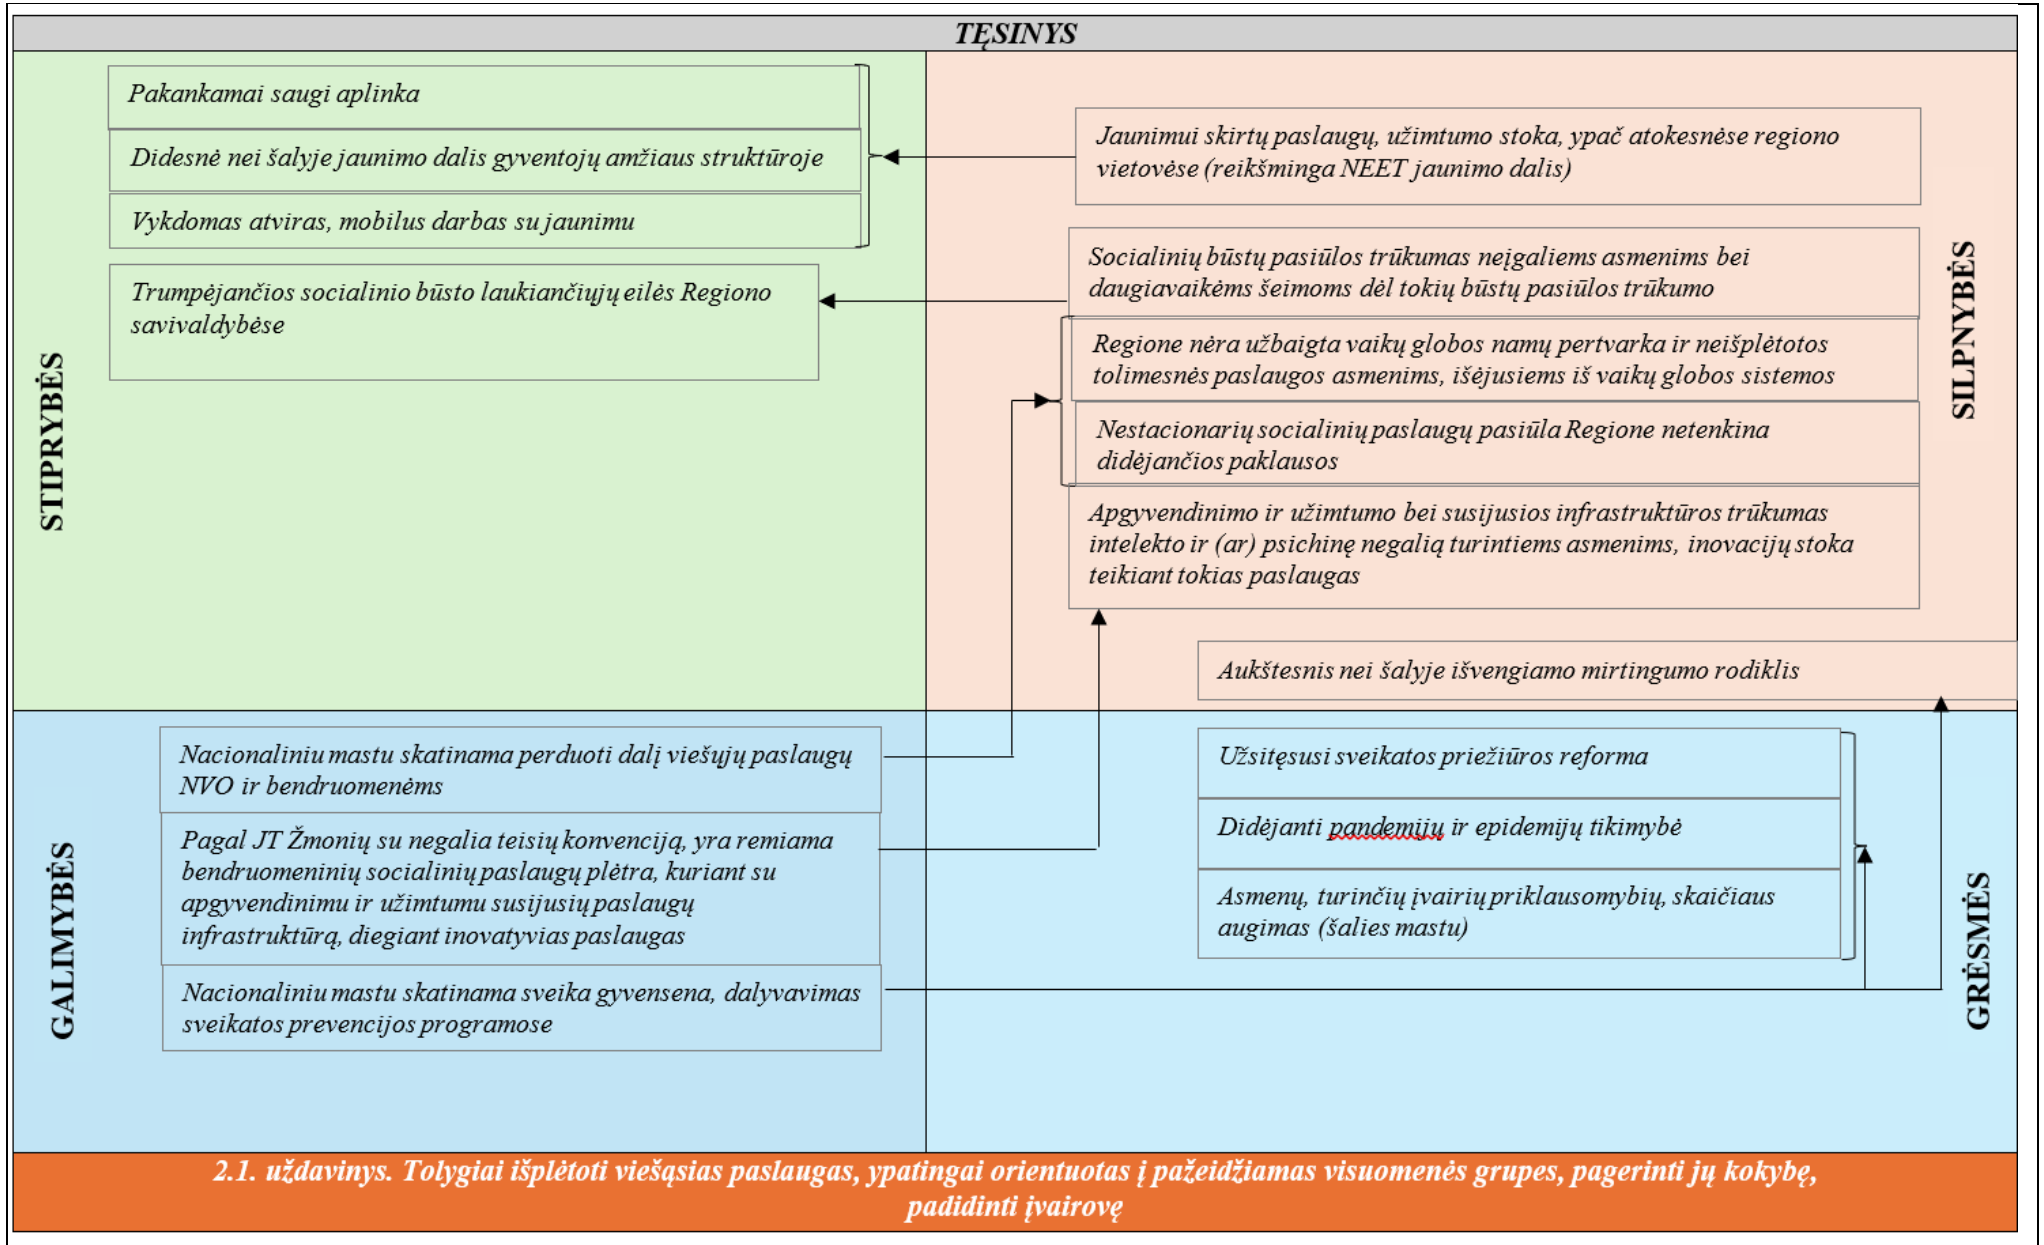 TĘSINYS
STIPRYBĖS
Pakankamai saugi aplinka
Didesnė nei šalyje jaunimo dalis gyventojų amžiaus struktūroje
Vykdomas atviras, mobilus darbas su jaunimu
Trumpėjančios socialinio būsto laukiančiųjų eilės Regiono
savivaldybėse
SILPNYBĖS
Jaunimui skirtų paslaugų, užimtumo stoka, ypač atokesnėse regiono
vietovėse (reikšminga NEET jaunimo dalis)
Socialinių būstų pasiūlos trūkumas neįgaliems asmenims bei
daugiavaikėms šeimoms dėl tokių būstų pasiūlos trūkumo
Regione nėra užbaigta vaikų globos namų pertvarka ir neišplėtotos
tolimesnės paslaugos asmenims, išėjusiems iš vaikų globos sistemos
Nestacionarių socialinių paslaugų pasiūla Regione netenkina
didėjančios paklausos
Apgyvendinimo ir užimtumo bei susijusios infrastruktūros trūkumas
intelekto ir (ar) psichinę negalią turintiems asmenims, inovacijų stoka
teikiant tokias paslaugas
Aukštesnis nei šalyje išvengiamo mirtingumo rodiklis
GALIMYBĖS
Nacionaliniu mastu skatinama perduoti dalį viešųjų paslaugų
NVO ir bendruomenėms
Pagal JT Žmonių su negalia teisių konvenciją, yra remiama
bendruomeninių socialinių paslaugų plėtra, kuriant su
apgyvendinimu ir užimtumu susijusių paslaugų
infrastruktūrą, diegiant inovatyvias paslaugas
Nacionaliniu mastu skatinama sveika gyvensena, dalyvavimas
sveikatos prevencijos programose
GRĖSMĖS
Užsitęsusi sveikatos priežiūros reforma
Didėjanti pandemijų ir epidemijų tikimybė
Asmenų, turinčių įvairių priklausomybių, skaičiaus
augimas (šalies mastu)
2.1. uždavinys. Tolygiai išplėtoti viešąsias paslaugas, ypatingai orientuotas į pažeidžiamas visuomenės grupes, pagerinti jų kokybę,
padidinti įvairovę